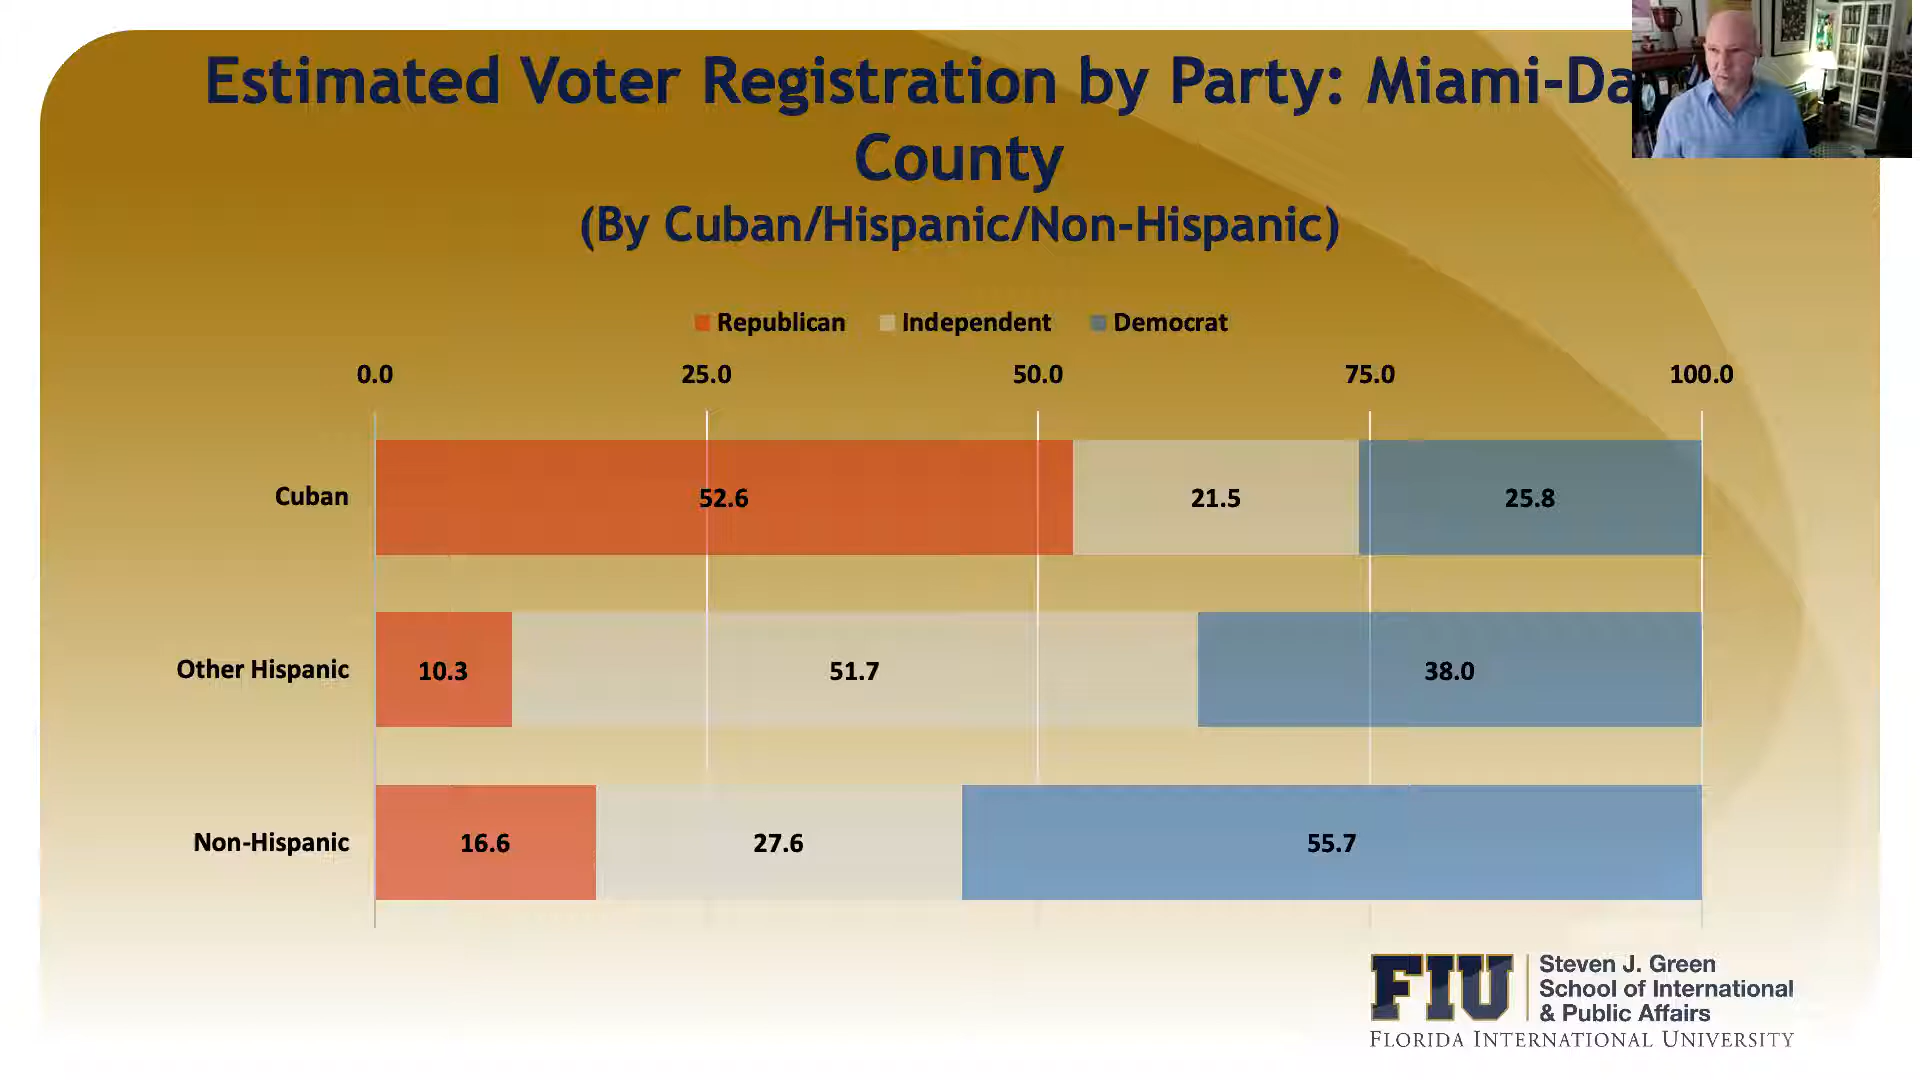 Estimated Voter Registration by Party: Miami-Da
County
(By Cuban/Hispanic/Non-Hispanic)
Republican Independent Democrat
0.0 25.0 50.0 75.0 100.0
Cuban 52.6 21.5 25.8
Other Hispanic 10.3 51.7 38.0
Non-Hispanic 16.6 27.6 55.7
FIU
Steven J. Green
School of International
& Public Affairs
FLORIDA INTERNATIONAL UNIVERSITY